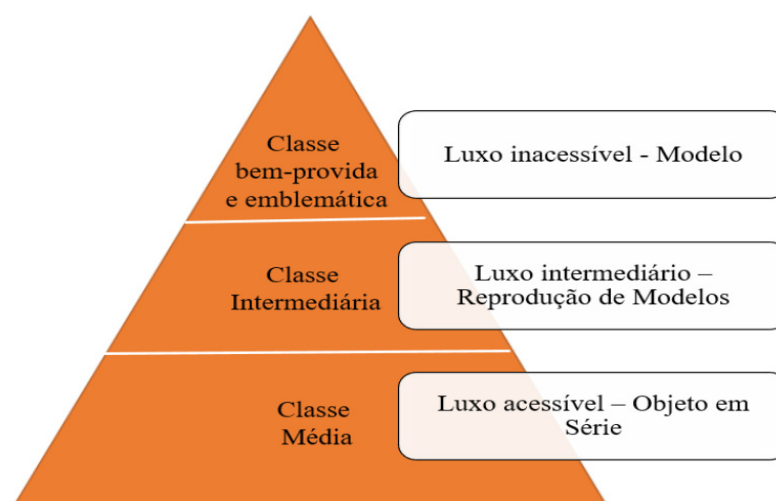 Classe
bem-provida
e emblemática
Luxo inacessível - Modelo
Classe
Intermediária
Luxo intermediário –
Reprodução de Modelos
Classe
Média
Luxo acessível – Objeto em
Série